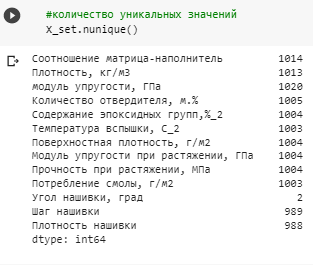 #количество уникальных значений
X_set.nunique()
Соотношение матрица-наполнитель 1014
Плотность, кг/м3 1013
модуль упругости, ГПа 1020
Количество отвердителя, м.% 1005
Содержание эпоксидных групп,%_2 1004
Температура вспышки, С_2 1003
Поверхностная плотность, г/м2 1004
Модуль упругости при растяжении, ГПа 1004
Прочность при растяжении, МПа 1004
Потребление смолы, г/м2 1003
Угол нашивки, град 2
Шаг нашивки 989
Плотность нашивки 988
dtype: int64